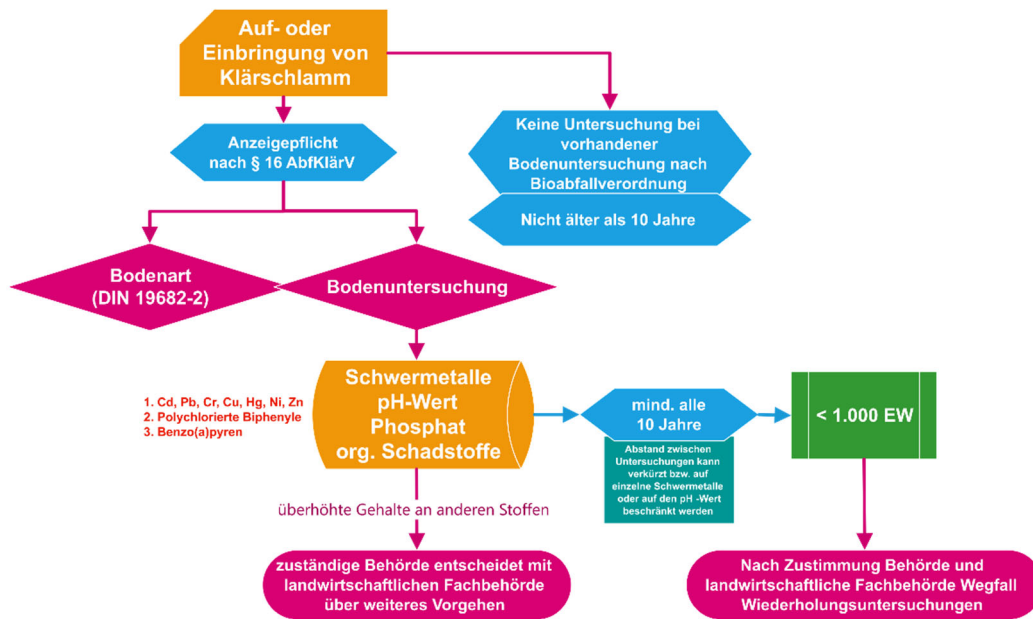 Auf- oder
Einbringung von
Klärschlamm
Anzeigepflicht
nach § 16 AbfKlärV
Keine Untersuchung bei
vorhandener
Bodenuntersuchung nach
Bioabfallverordnung
Nicht älter als 10 Jahre
Bodenart
(DIN 19682-2)
Bodenuntersuchung
1. Cd, Pb, Cr, Cu, Hg, Ni, Zn
2. Polychlorierte Biphenyle
3. Benzo(a)pyren
Schwermetalle
pH-Wert
Phosphat
org. Schadstoffe
mind. alle
10 Jahre
Abstand zwischen
Untersuchungen kann
verkürzt bzw. auf
einzelne Schwermetalle
oder auf den pH -Wert
beschränkt werden
< 1.000 EW
überhöhte Gehalte an anderen Stoffen
zuständige Behörde entscheidet mit
landwirtschaftlichen Fachbehörde
über weiteres Vorgehen
Nach Zustimmung Behörde und
landwirtschaftliche Fachbehörde Wegfall
Wiederholungsuntersuchungen